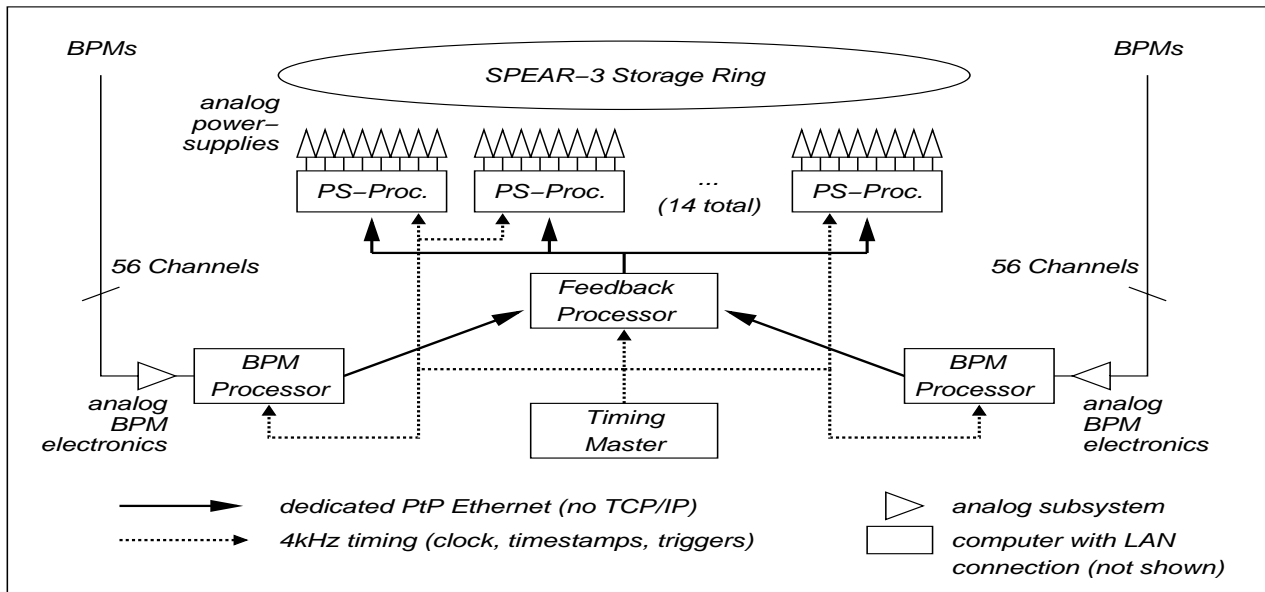 BPMs
BPMs
SPEAR−3 Storage Ring
analog
power−
supplies
PS−Proc.
PS−Proc.
...
(14 total)
PS−Proc.
56 Channels
56 Channels
Feedback
Processor
BPM
Processor
BPM
Processor
analog
BPM
electronics
Timing
Master
analog
BPM
electronics
dedicated PtP Ethernet (no TCP/IP)
analog subsystem
4kHz timing (clock, timestamps, triggers)
computer with LAN
connection (not shown)